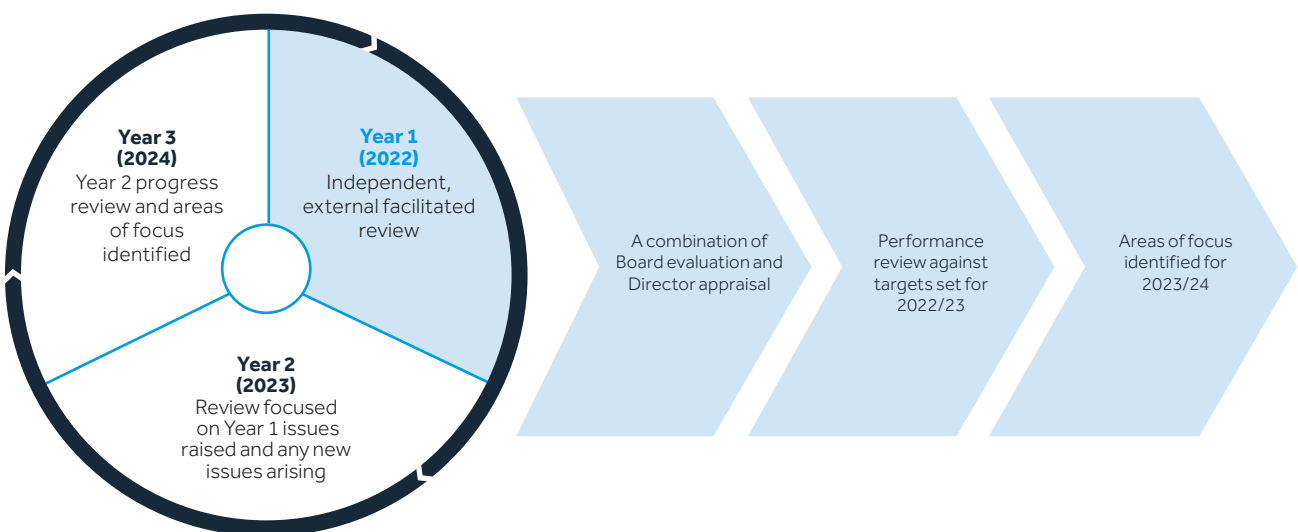 Year 3
(2024)
Year 2 progress
review and areas
of focus
identified
Year 1
(2022)
Independent,
external facilitated
review
Year 2
(2023)
Review focused
on Year 1 issues
raised and any new
issues arising
A combination of
Board evaluation and
Director appraisal
Performance
review against
targets set for
2022/23
Areas of focus
identified for
2023/24